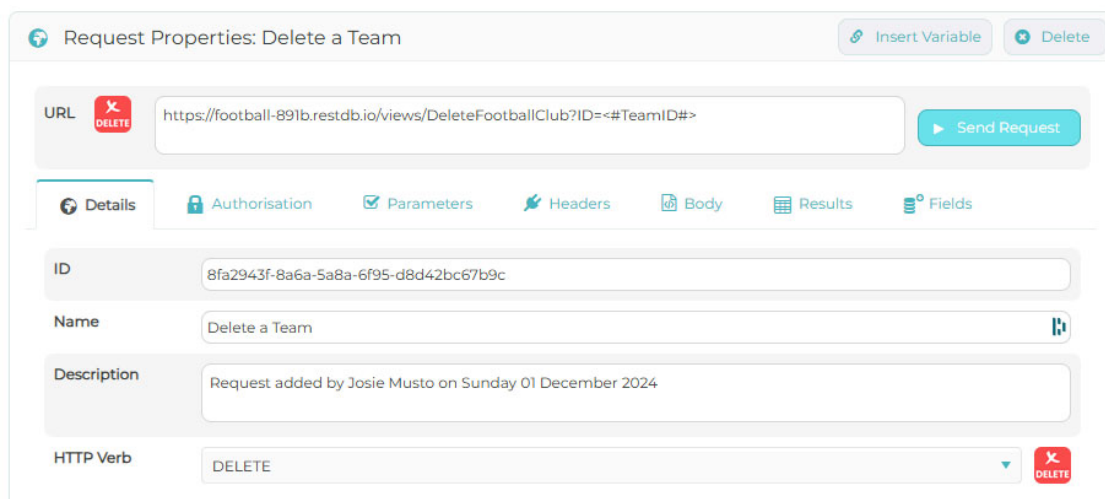 Request Properties: Delete a Team
Insert Variable
Delete
URL
DELETE
https://football-891b.restdb.io/views/DeleteFootballClub?ID=<#TeamID#>
Send Request
Details
Authorisation
Parameters
Headers
Body
Results
Fields
ID
8fa2943f-8a6a-5a8a-6f95-d8d42bc67b9c
Name
Delete a Team
Description
Request added by Josie Musto on Sunday 01 December 2024
HTTP Verb
DELETE
DELETE